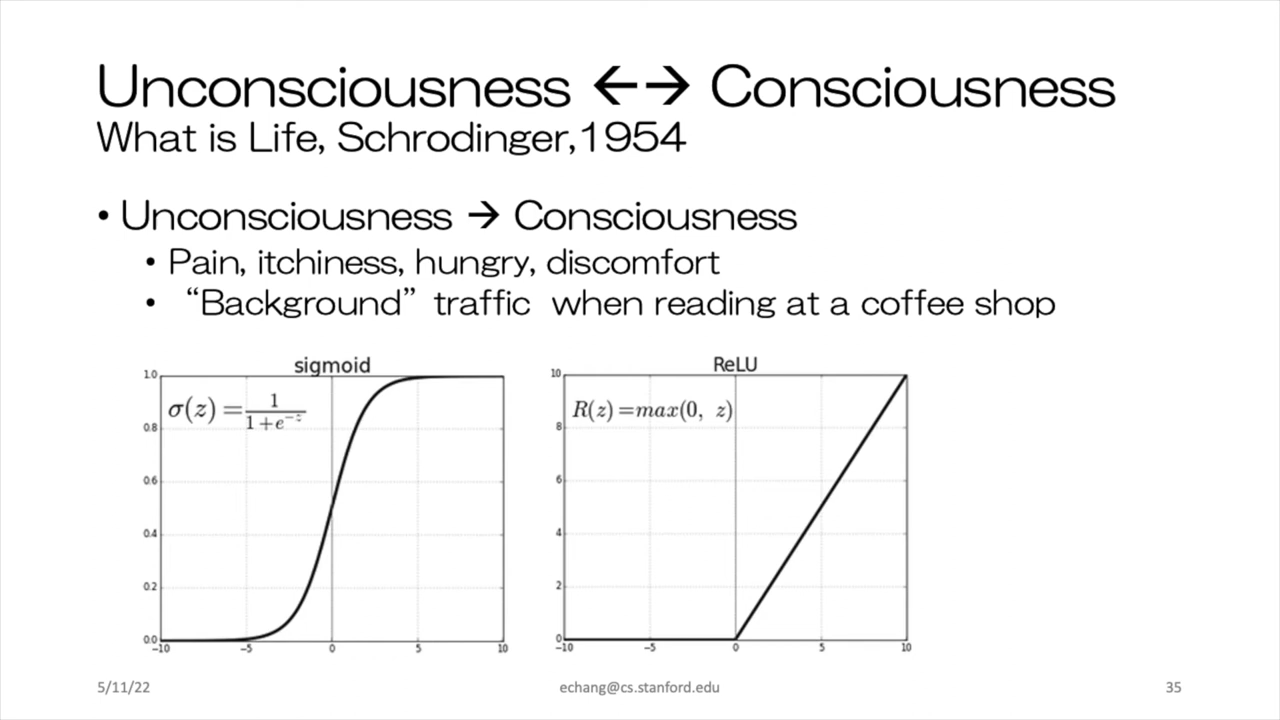 Unconsciousness ←→ Consciousness
What is Life, Schrodinger,1954
• Unconsciousness → Consciousness
• Pain, itchiness, hungry, discomfort
• “Background” traffic when reading at a coffee shop
sigmoid
σ(z) = 1/(1+e^{-z})
1.0
0.8
0.6
0.4
0.2
0.0
−10 −5 0 5 10
ReLU
R(z) = max(0, z)
10
8
6
4
2
0
−10 −5 0 5 10
5/11/22 echang@cs.stanford.edu 35